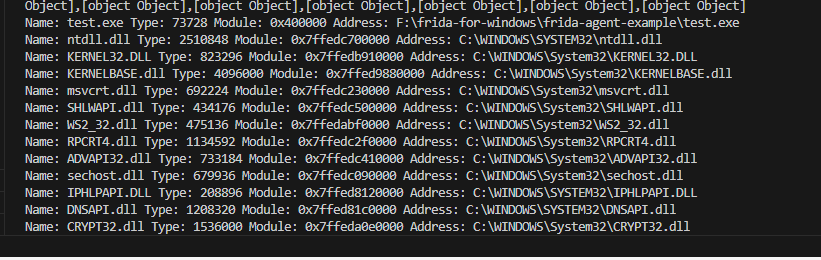 Object],[object Object],[object Object],[object Object],[object Object],[object Object],[object Object]
Name: test.exe Type: 73728 Module: 0x400000 Address: F:\frida-for-windows\frida-agent-example\test.exe
Name: ntdll.dll Type: 2510848 Module: 0x7ffedc700000 Address: C:\WINDOWS\SYSTEM32\ntdll.dll
Name: KERNEL32.DLL Type: 823296 Module: 0x7ffedb910000 Address: C:\WINDOWS\System32\KERNEL32.DLL
Name: KERNELBASE.dll Type: 4096000 Module: 0x7ffed9880000 Address: C:\WINDOWS\System32\KERNELBASE.dll
Name: msvcrt.dll Type: 692224 Module: 0x7ffedc230000 Address: C:\WINDOWS\System32\msvcrt.dll
Name: SHLWAPI.dll Type: 434176 Module: 0x7ffedc500000 Address: C:\WINDOWS\System32\SHLWAPI.dll
Name: WS2_32.dll Type: 475136 Module: 0x7ffedabf0000 Address: C:\WINDOWS\System32\WS2_32.dll
Name: RPCRT4.dll Type: 1134592 Module: 0x7ffedc2f0000 Address: C:\WINDOWS\System32\RPCRT4.dll
Name: ADVAPI32.dll Type: 733184 Module: 0x7ffedc410000 Address: C:\WINDOWS\System32\ADVAPI32.dll
Name: sechost.dll Type: 679936 Module: 0x7ffedc090000 Address: C:\WINDOWS\System32\sechost.dll
Name: IPHLPAPI.DLL Type: 208896 Module: 0x7ffed8120000 Address: C:\WINDOWS\SYSTEM32\IPHLPAPI.DLL
Name: DNSAPI.dll Type: 1208320 Module: 0x7ffed81c0000 Address: C:\WINDOWS\SYSTEM32\DNSAPI.dll
Name: CRYPT32.dll Type: 1536000 Module: 0x7ffeda0e0000 Address: C:\WINDOWS\System32\CRYPT32.dll